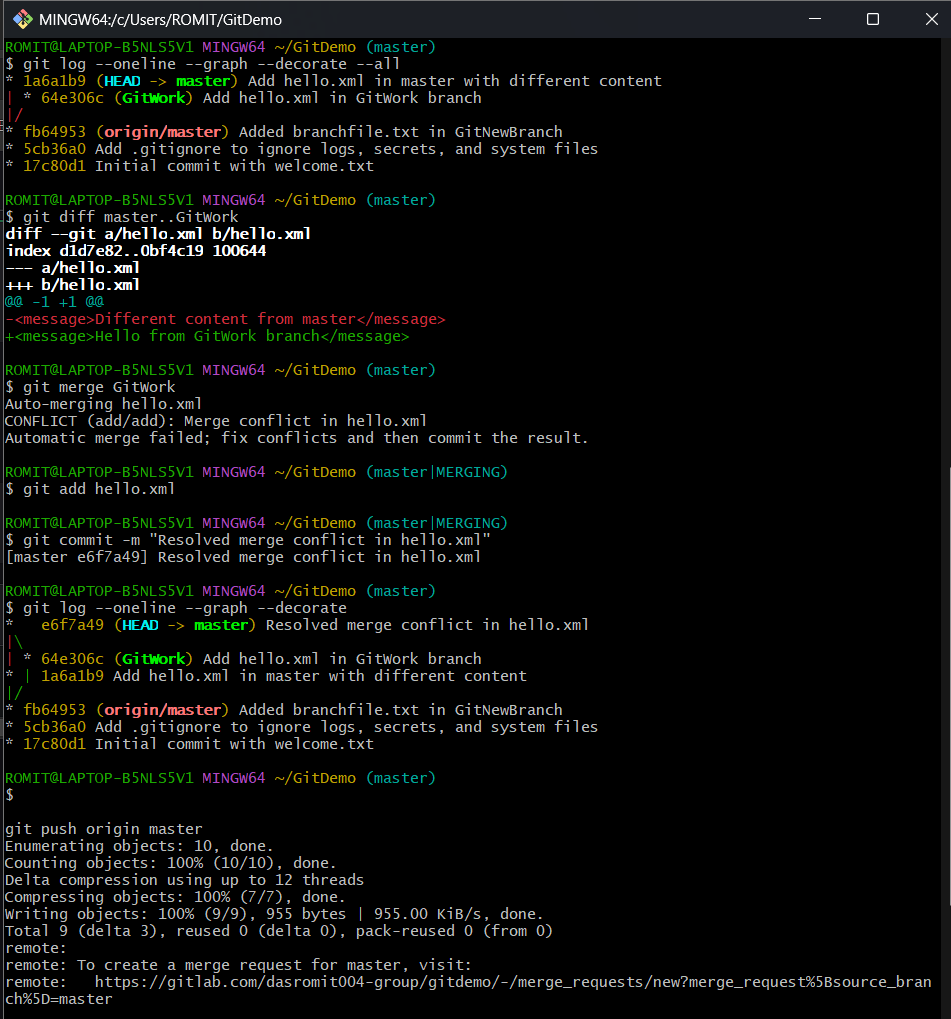 MINGW64:/c/Users/ROMIT/GitDemo
ROMIT@LAPTOP-B5NLS5V1 MINGW64 ~/GitDemo (master)
$ git log --oneline --graph --decorate --all
* 1a6a1b9 (HEAD -> master) Add hello.xml in master with different content
| * 64e306c (GitWork) Add hello.xml in GitWork branch
|/
* fb64953 (origin/master) Added branchfile.txt in GitNewBranch
* 5cb36a0 Add .gitignore to ignore logs, secrets, and system files
* 17c80d1 Initial commit with welcome.txt

ROMIT@LAPTOP-B5NLS5V1 MINGW64 ~/GitDemo (master)
$ git diff master..GitWork
diff --git a/hello.xml b/hello.xml
index d1d7e82..0bf4c19 100644
--- a/hello.xml
+++ b/hello.xml
@@ -1 +1 @@
-<message>Different content from master</message>
+<message>Hello from GitWork branch</message>

ROMIT@LAPTOP-B5NLS5V1 MINGW64 ~/GitDemo (master)
$ git merge GitWork
Auto-merging hello.xml
CONFLICT (add/add): Merge conflict in hello.xml
Automatic merge failed; fix conflicts and then commit the result.

ROMIT@LAPTOP-B5NLS5V1 MINGW64 ~/GitDemo (master|MERGING)
$ git add hello.xml

ROMIT@LAPTOP-B5NLS5V1 MINGW64 ~/GitDemo (master|MERGING)
$ git commit -m "Resolved merge conflict in hello.xml"
[master e6f7a49] Resolved merge conflict in hello.xml

ROMIT@LAPTOP-B5NLS5V1 MINGW64 ~/GitDemo (master)
$ git log --oneline --graph --decorate
*   e6f7a49 (HEAD -> master) Resolved merge conflict in hello.xml
|\
| * 64e306c (GitWork) Add hello.xml in GitWork branch
* | 1a6a1b9 Add hello.xml in master with different content
|/
* fb64953 (origin/master) Added branchfile.txt in GitNewBranch
* 5cb36a0 Add .gitignore to ignore logs, secrets, and system files
* 17c80d1 Initial commit with welcome.txt

ROMIT@LAPTOP-B5NLS5V1 MINGW64 ~/GitDemo (master)
$

git push origin master
Enumerating objects: 10, done.
Counting objects: 100% (10/10), done.
Delta compression using up to 12 threads
Compressing objects: 100% (7/7), done.
Writing objects: 100% (9/9), 955 bytes | 955.00 KiB/s, done.
Total 9 (delta 3), reused 0 (delta 0), pack-reused 0 (from 0)
remote:
remote: To create a merge request for master, visit:
remote:   https://gitlab.com/dasromit004-group/gitdemo/-/merge_requests/new?merge_request%5Bsource_bran
ch%5D=master